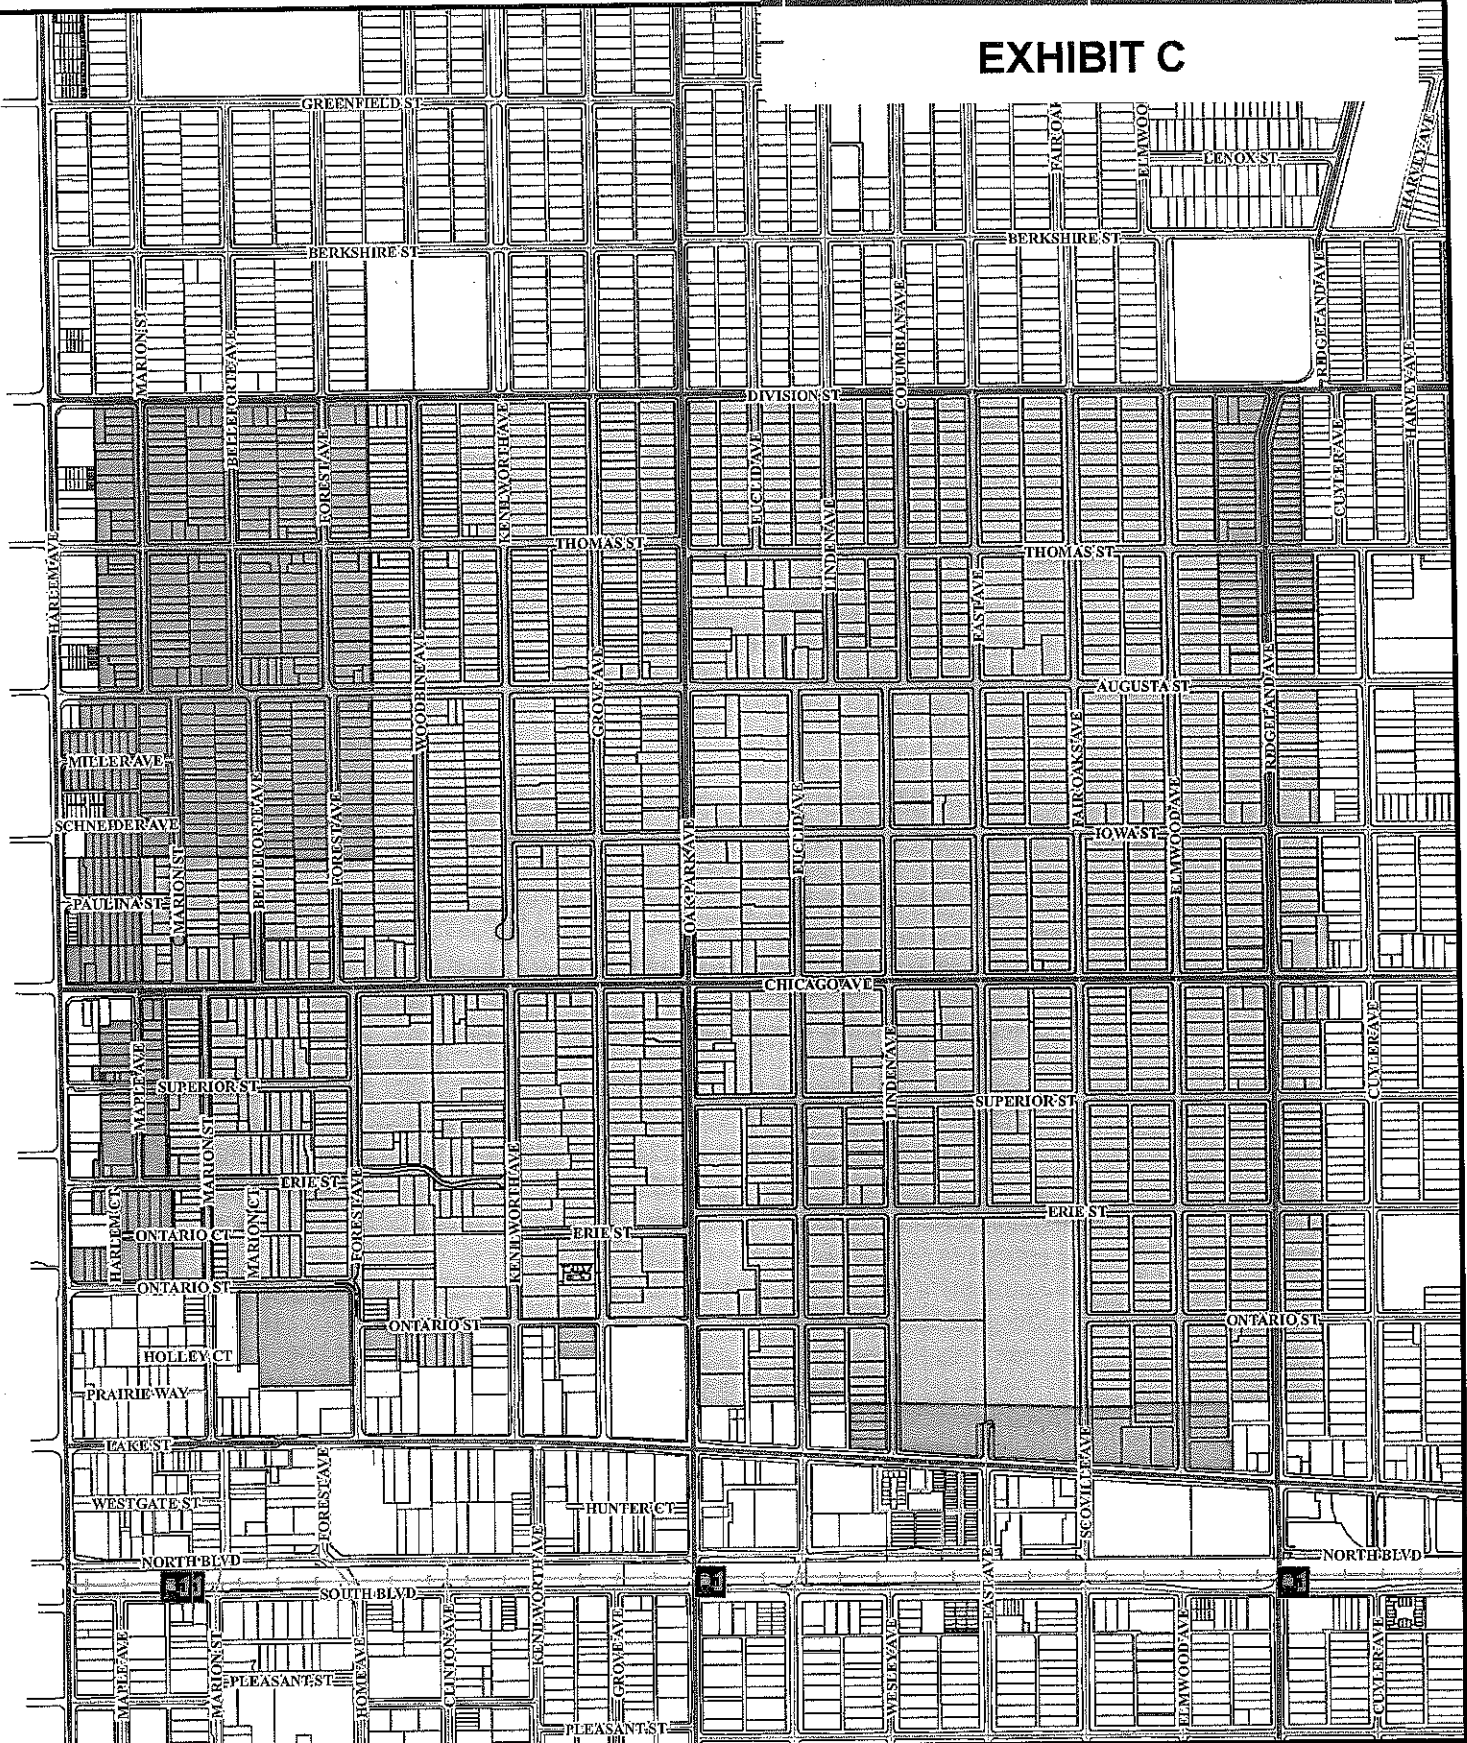 EXHIBIT C
GREENFIELD ST
LENOX ST
HARVEY AVE
BERKSHIRE ST
BERKSHIRE ST
MARION ST
BELLEFORTE AVE
COLUMBIAN AVE
RIDGELAND AVE
HARVEY AVE
DIVISION ST
FOREST AVE
KENILWORTH AVE
EUCLID AVE
LINDEN AVE
CUYLER AVE
HARLEM AVE
THOMAS ST
THOMAS ST
EAST AVE
WOODBINE AVE
GROVE AVE
AUGUSTA ST
RIDGELAND AVE
MILLER AVE
FAIR OAKS AVE
SCHNEIDER AVE
MARION ST
BELLEFORTE AVE
FOREST AVE
OAK PARK AVE
EUCLID AVE
IOWA ST
ELMWOOD AVE
PAULINA ST
CHICAGO AVE
MAPLE AVE
LINDEN AVE
CUYLER AVE
SUPERIOR ST
SUPERIOR ST
MARION ST
ERIE ST
FOREST AVE
KENILWORTH AVE
ERIE ST
HARLEM CT
ONTARIO CT
MARION CT
ERIE ST
ONTARIO ST
ONTARIO ST
ONTARIO ST
HOLLEY CT
PRAIRIE WAY
LAKE ST
FOREST AVE
SCOVILLE AVE
WESTGATE ST
HUNTER CT
NORTH BLVD
NORTH BLVD
SOUTH BLVD
KENILWORTH AVE
EAST AVE
MAPLE AVE
MARION ST
PLEASANT ST
HOME AVE
CLINTON AVE
GROVE AVE
WESLEY AVE
ELMWOOD AVE
CUYLER AVE
PLEASANT ST